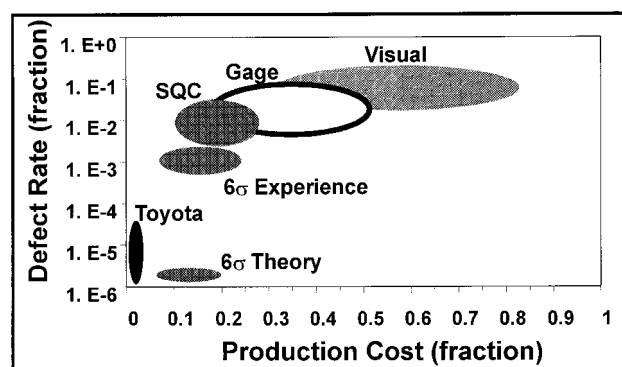 1. E+0
1. E-1
1. E-2
1. E-3
1. E-4
1. E-5
1. E-6
Defect Rate (fraction)
Visual
Gage
SQC
6σ Experience
Toyota
6σ Theory
0 0.1 0.2 0.3 0.4 0.5 0.6 0.7 0.8 0.9 1
Production Cost (fraction)